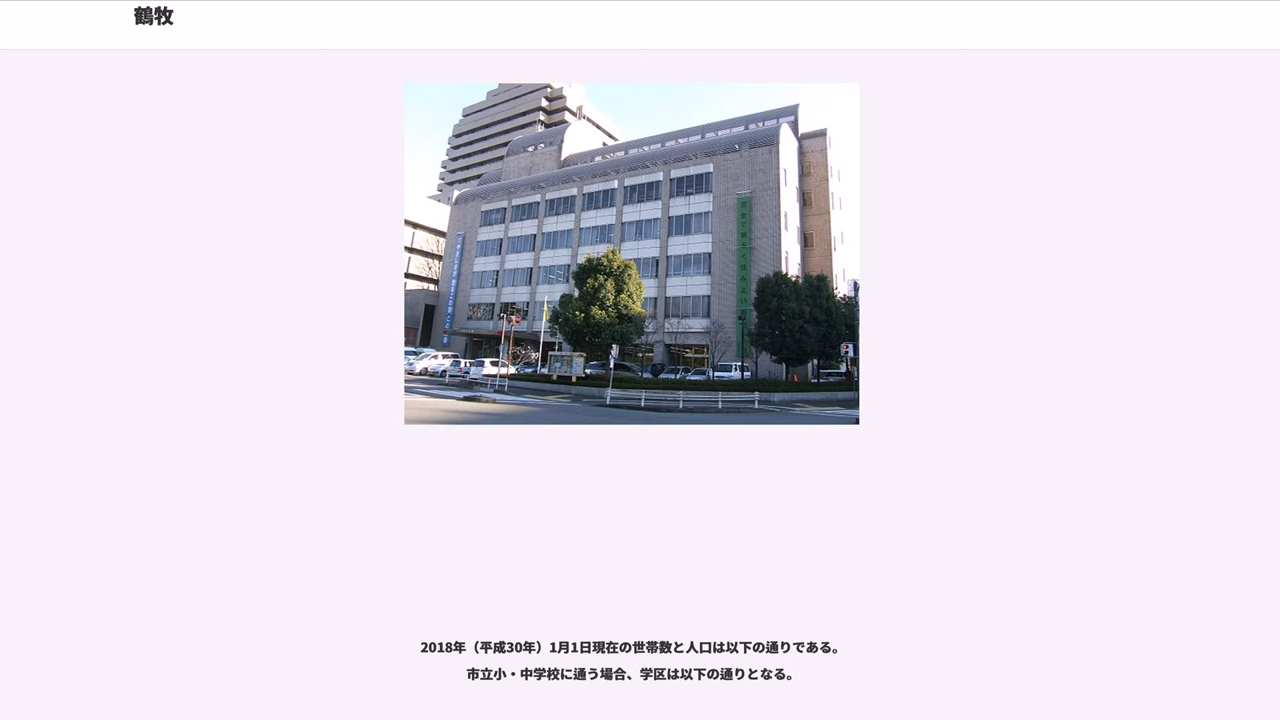 鶴牧
2018年（平成30年）1月1日現在の世帯数と人口は以下の通りである。
市立小・中学校に通う場合、学区は以下の通りとなる。